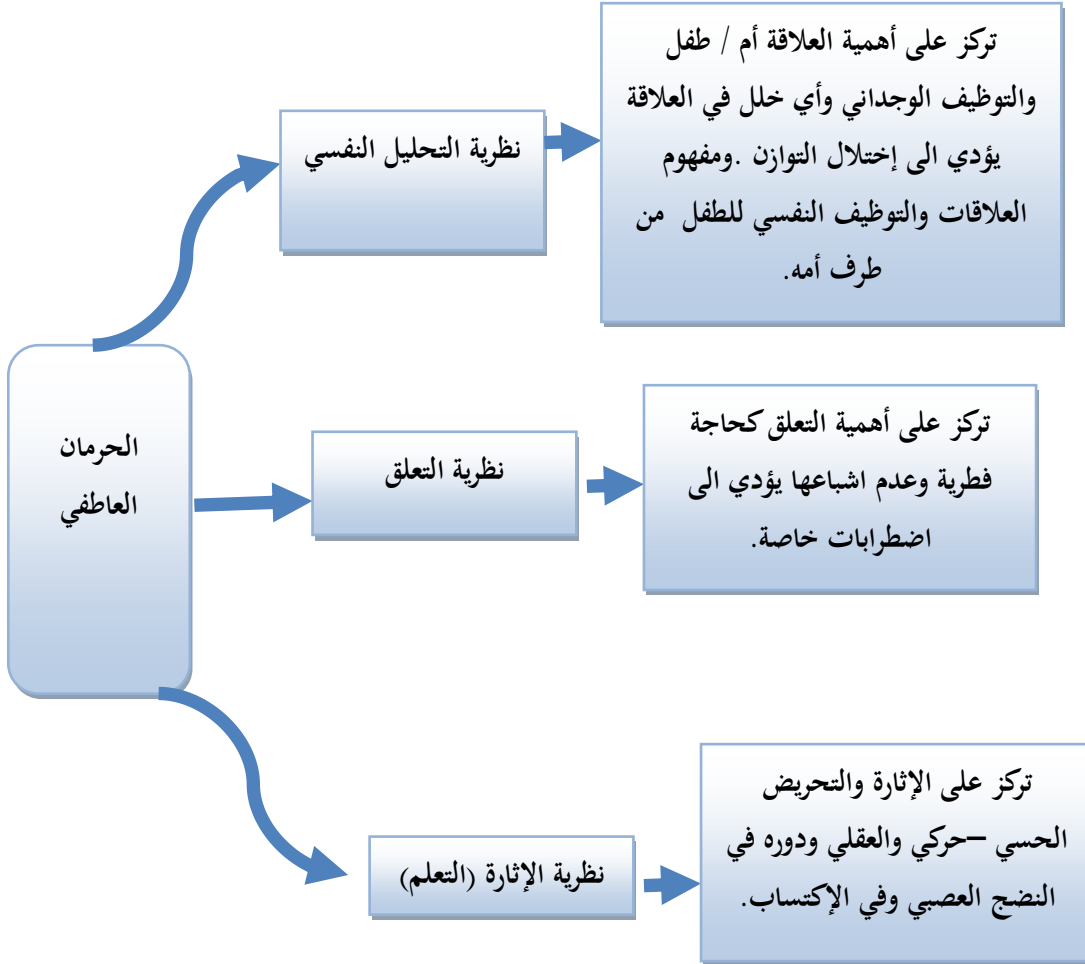 الحرمان
العاطفي
نظرية التحليل النفسي
تركز على أهمية العلاقة أم / طفل
والتوظيف الوجداني وأي خلل في العلاقة
يؤدي الى إختلال التوازن .ومفهوم
العلاقات والتوظيف النفسي للطفل من
طرف أمه.
نظرية التعلق
تركز على أهمية التعلق كحاجة
فطرية وعدم اشباعها يؤدي الى
اضطرابات خاصة.
نظرية الإثارة (التعلم)
تركز على الإثارة والتحريض
الحسي –حركي والعقلي ودوره في
النضج العصبي وفي الإكتساب.